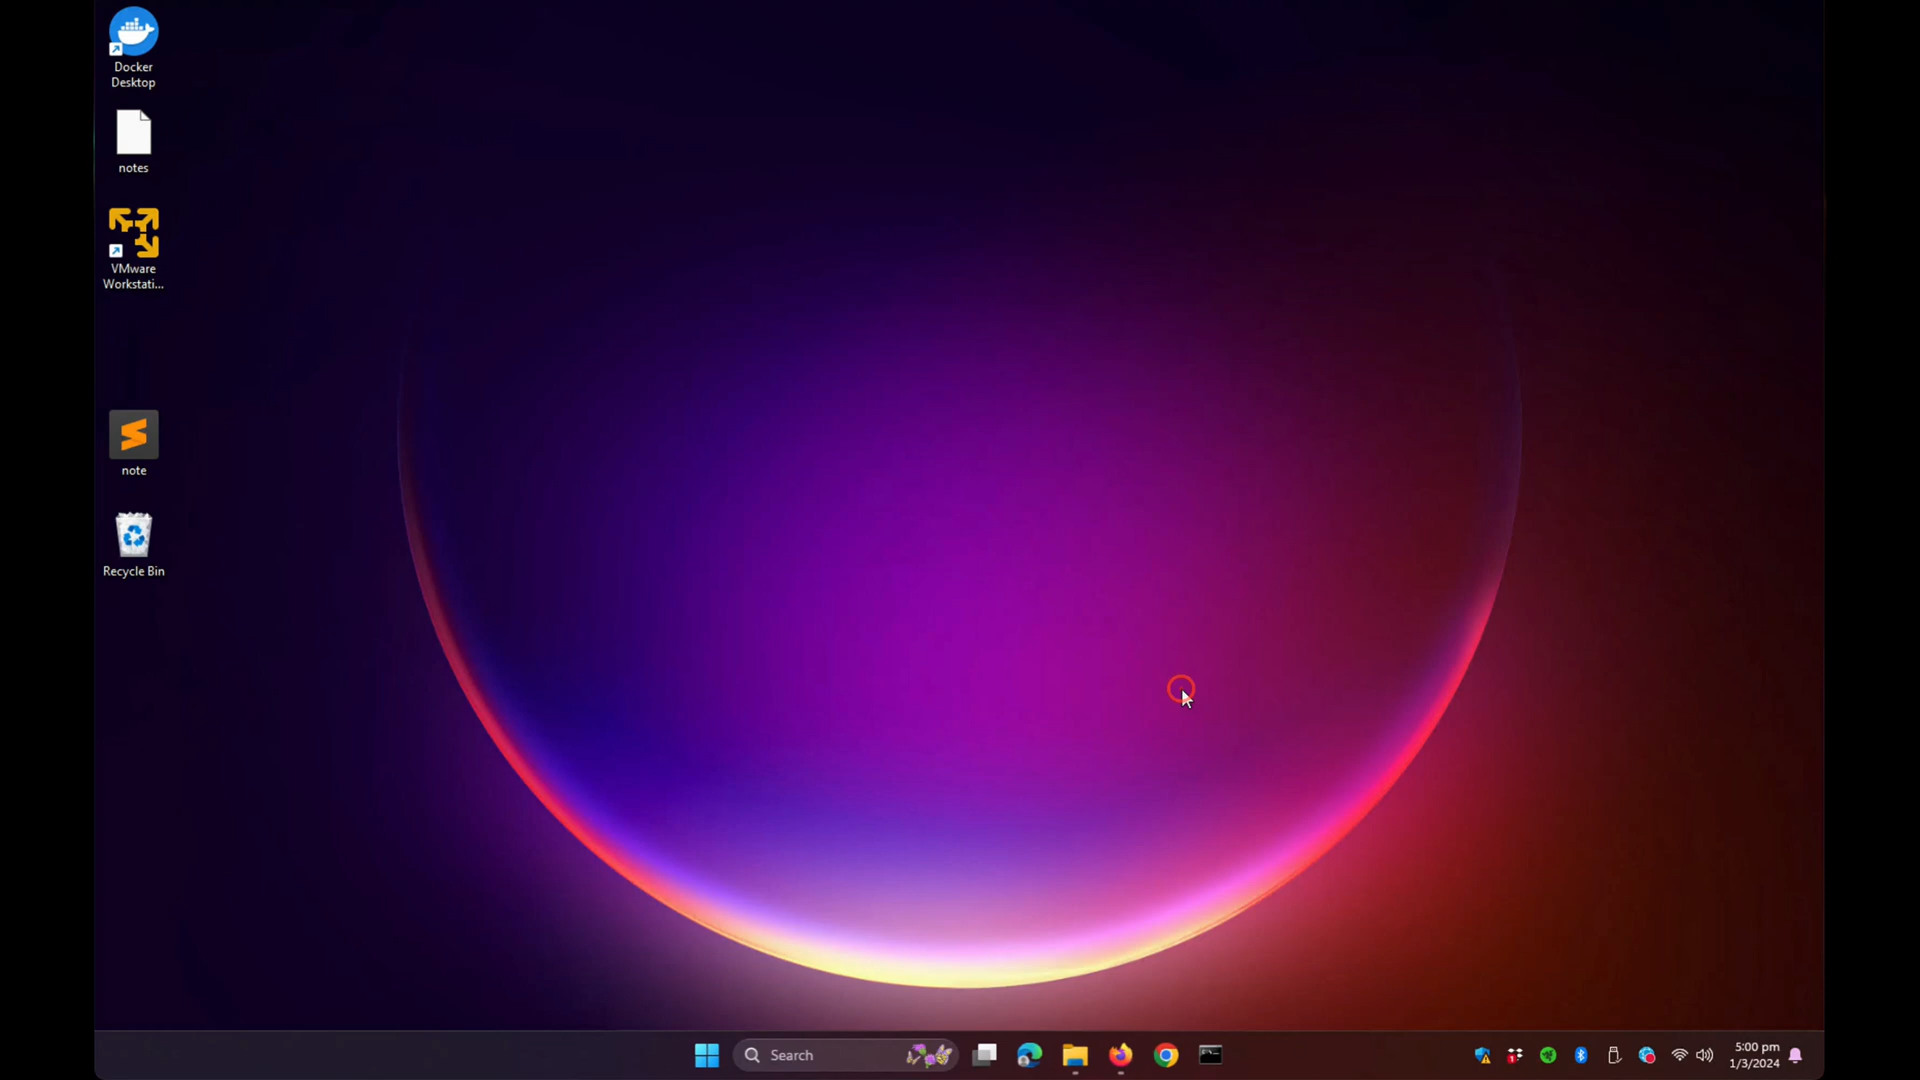 Docker
Desktop
notes
VMware
Workstati...
note
Recycle Bin
Search
5:00 pm
1/3/2024